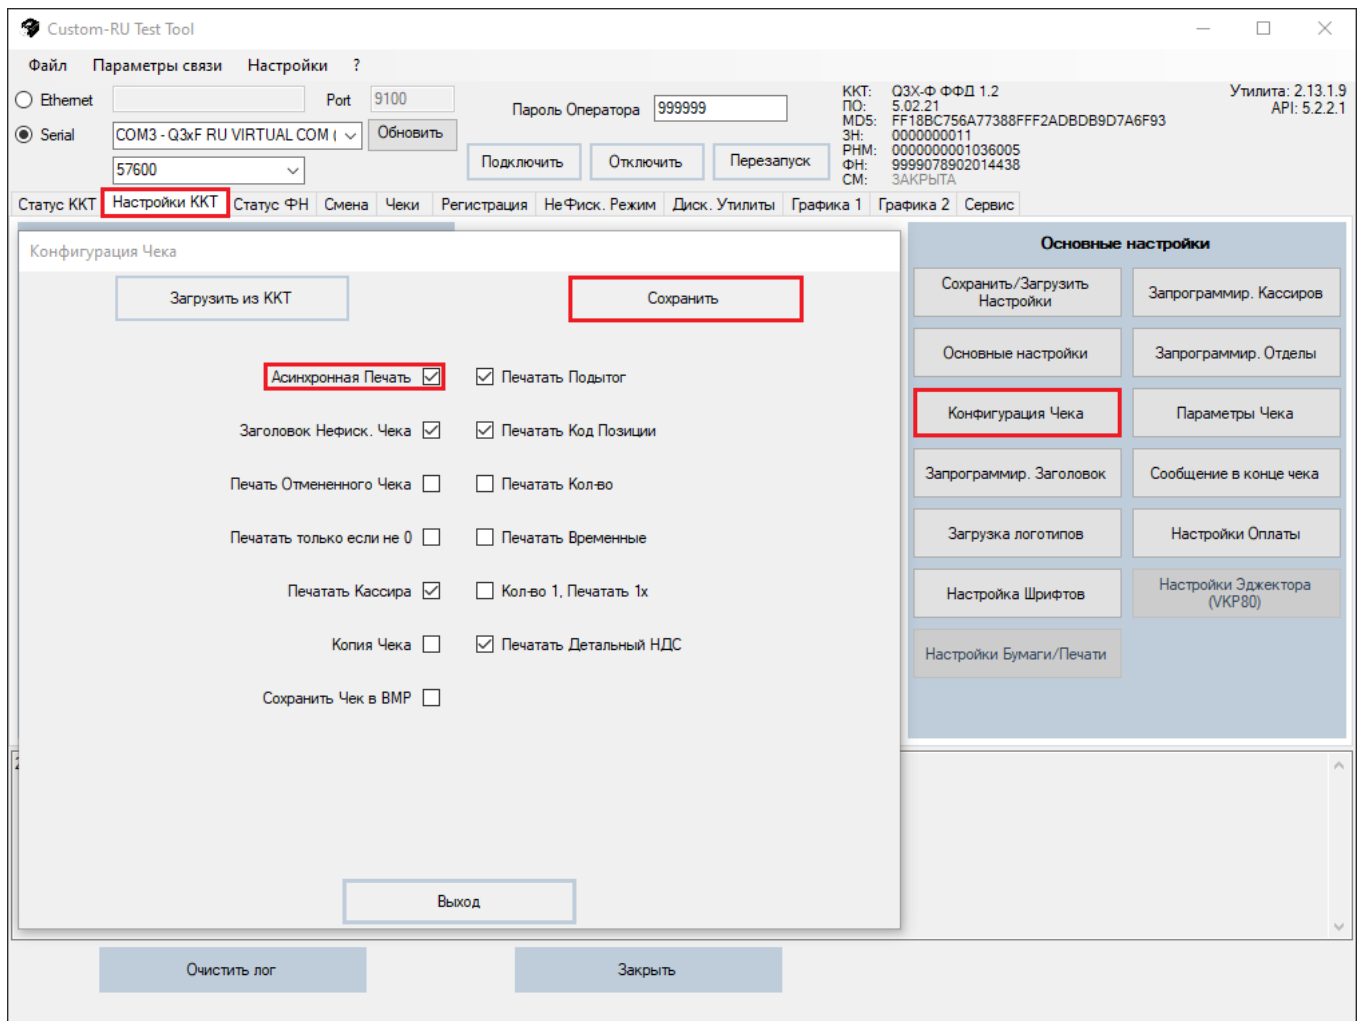 Custom-RU Test Tool
Файл Параметры связи Настройки ?
Ethernet Port 9100
Serial COM3 - Q3xF RU VIRTUAL COM ( Обновить
57600
Пароль Оператора 999999
Подключить Отключить Перезапуск
ККТ: Q3X-Ф ФФД 1.2
ПО: 5.02.21
MD5: FF18BC756A77388FFF2ADBDB9D7A6F93
ЗН: 0000000011
РНМ: 0000000001036005
ФН: 9999078902014438
СМ: ЗАКРЫТА
Утилита: 2.13.1.9
API: 5.2.2.1
Статус ККТ Настройки ККТ Статус ФН Смена Чеки Регистрация НеФиск. Режим Диск. Утилиты Графика 1 Графика 2 Сервис
Конфигурация Чека
Загрузить из ККТ Сохранить
Асинхронная Печать Печатать Подытог
Заголовок Нефиск. Чека Печатать Код Позиции
Печать Отмененного Чека Печатать Кол-во
Печатать только если не 0 Печатать Временные
Печатать Кассира Кол-во 1, Печатать 1х
Копия Чека Печатать Детальный НДС
Сохранить Чек в BMP
Выход
Основные настройки
Сохранить/Загрузить
Настройки
Запрограммир. Кассиров
Основные настройки Запрограммир. Отделы
Конфигурация Чека Параметры Чека
Запрограммир. Заголовок Сообщение в конце чека
Загрузка логотипов Настройки Оплаты
Настройка Шрифтов
Настройки Эджектора
(VKP80)
Настройки Бумаги/Печати
Очистить лог Закрыть